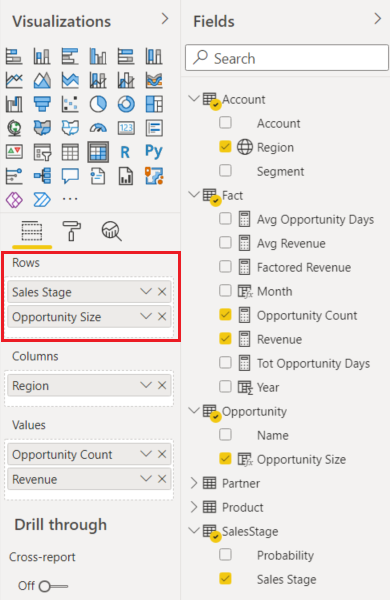 Visualizations
123
R
Py
Rows
Sales Stage
Opportunity Size
Columns
Region
Values
Opportunity Count
Revenue
Drill through
Cross-report
Off
Fields
Search
Account
Account
Region
Segment
Fact
Avg Opportunity Days
Avg Revenue
Factored Revenue
Month
Opportunity Count
Revenue
Tot Opportunity Days
Year
Opportunity
Name
Opportunity Size
Partner
Product
SalesStage
Probability
Sales Stage